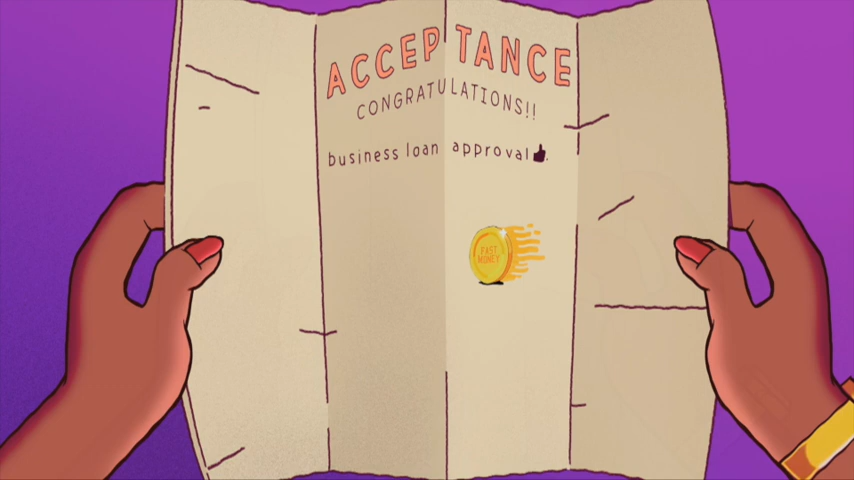 ACCEPTANCE
CONGRATULATIONS!!
business loan approval
FAST
MONEY